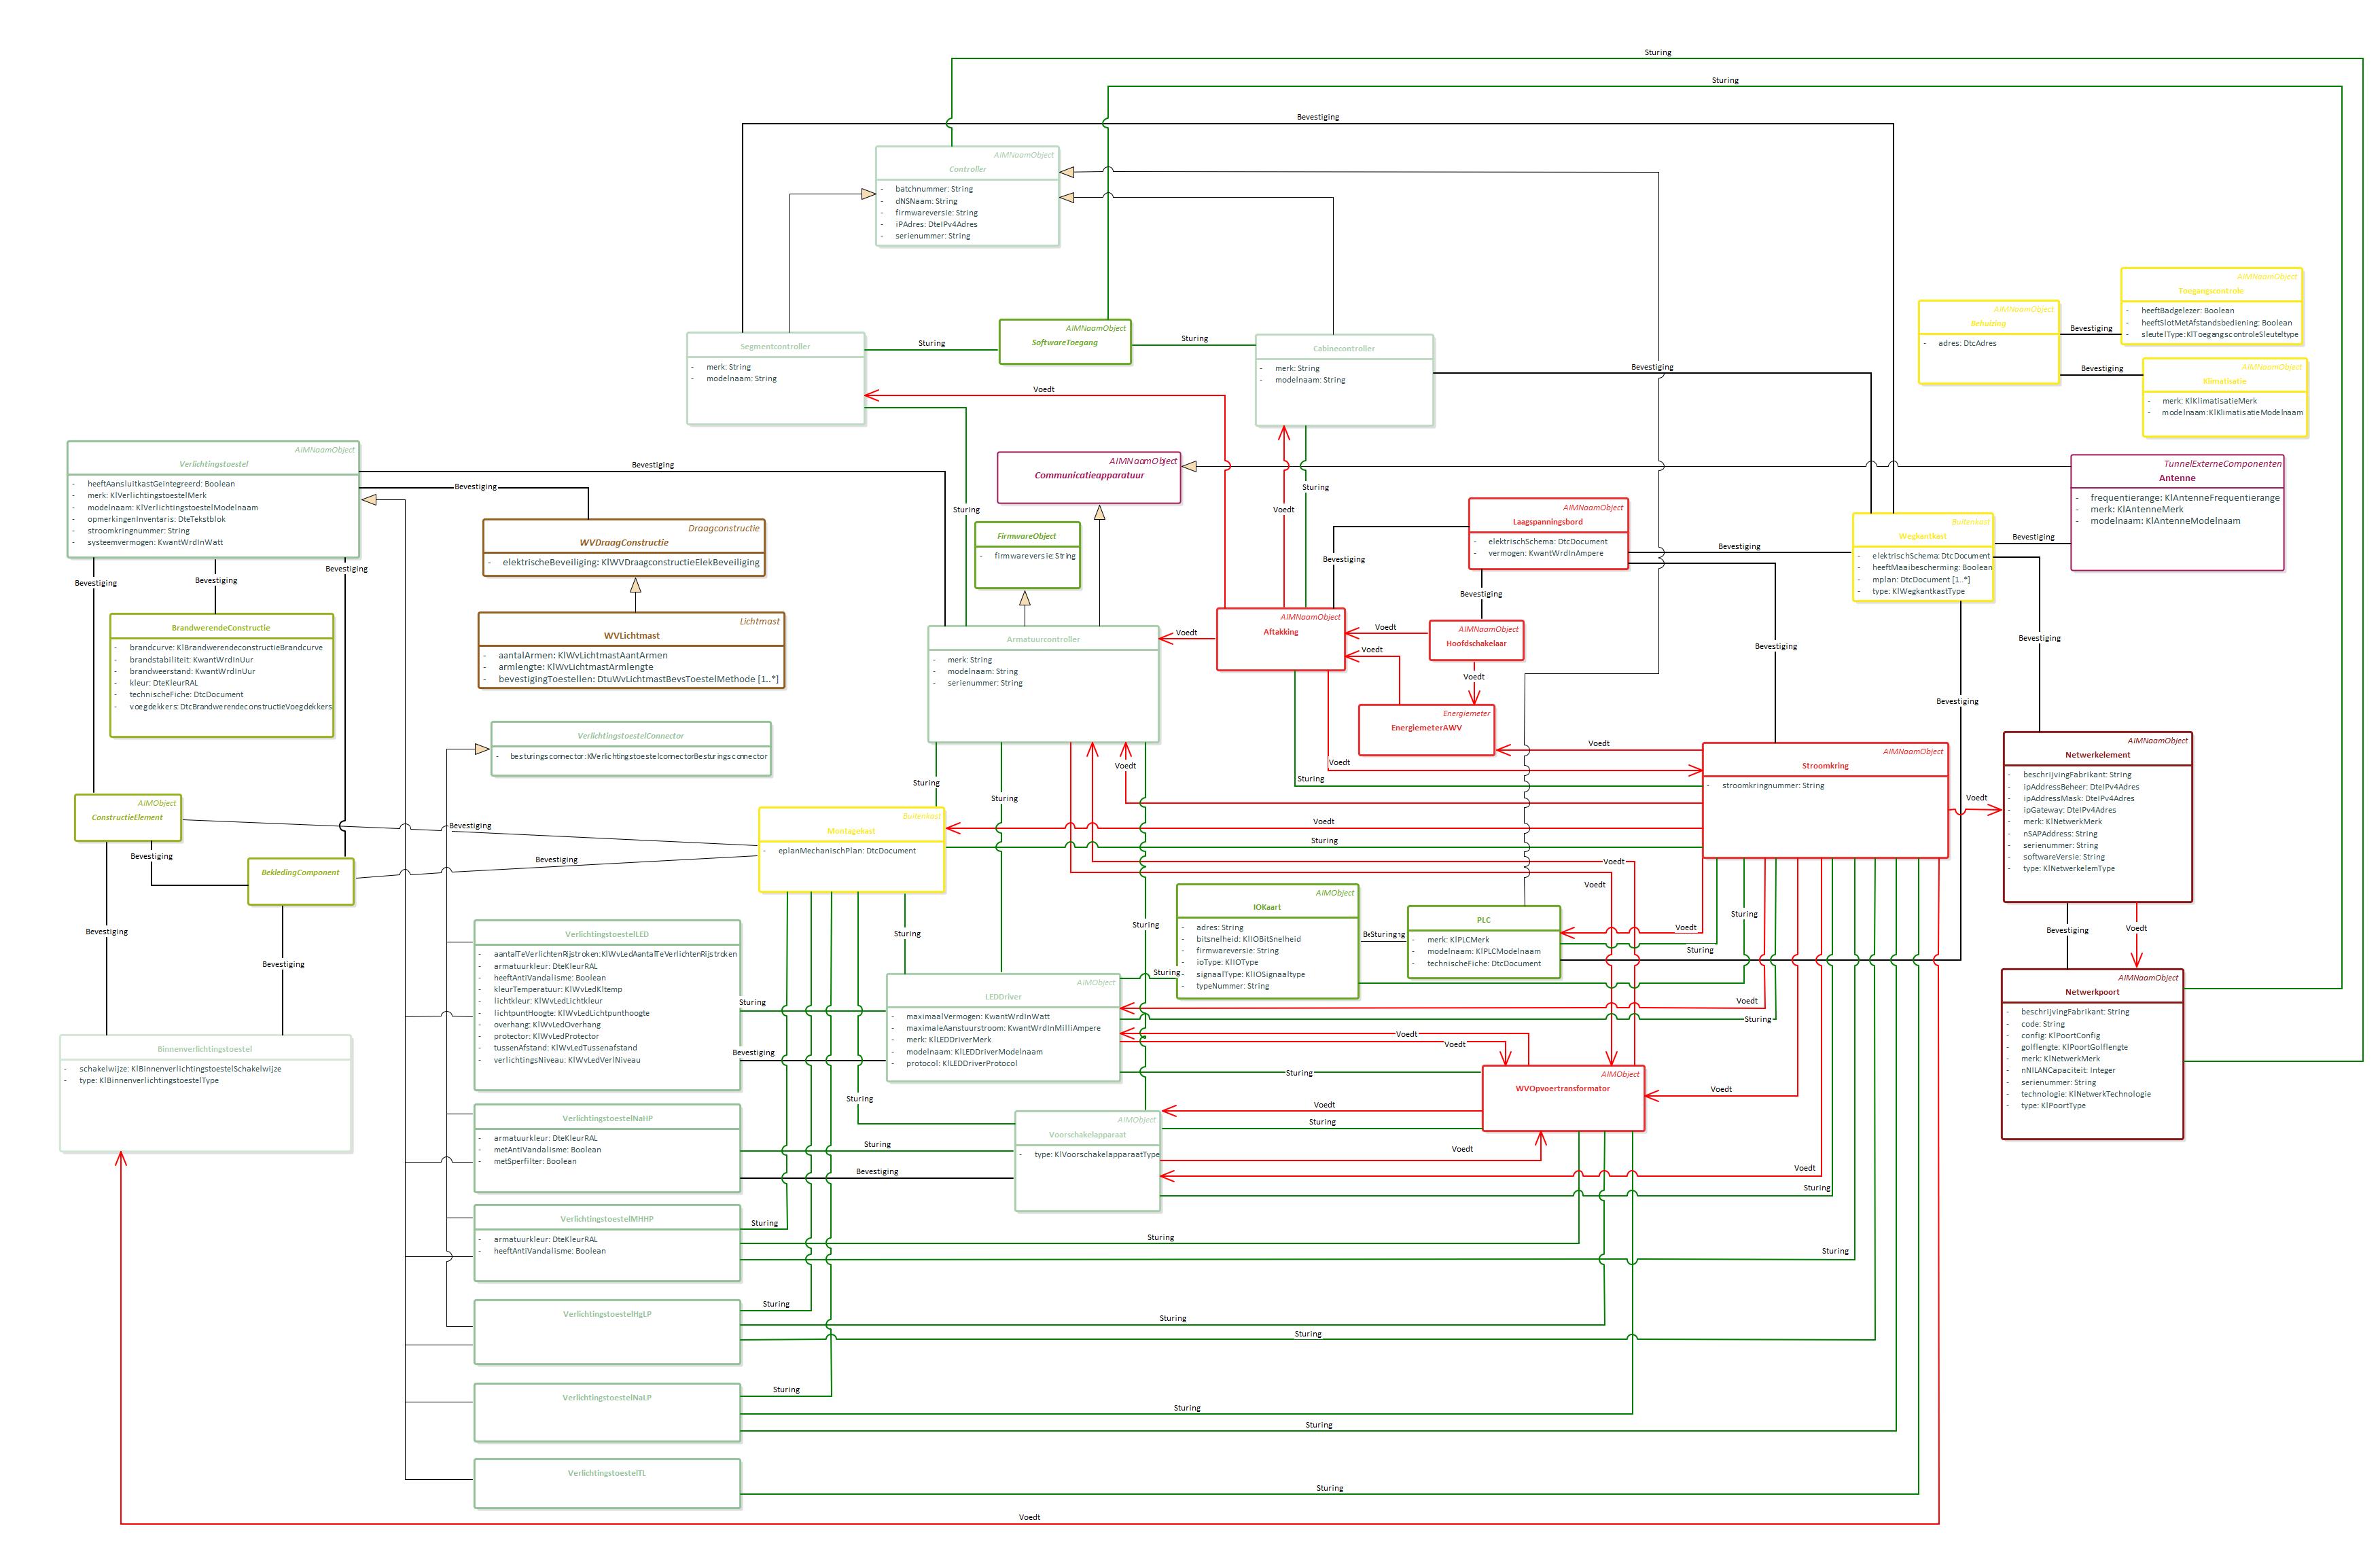 Sturing
Sturing
Bevestiging
AIMNaamObject
Controller
- batchnummer: String
- dNSNaam: String
- firmwareversie: String
- iPAdres: DteIPv4Adres
- serienummer: String
AIMNaamObject
Toegangscontrole
- heeftBadgelezer: Boolean
- heeftSlotMetAfstandsbediening: Boolean
- sleutelType: KlToegangscontroleSleuteltype
AIMNaamObject
Behuizing
- adres: DtcAdres
Bevestiging
Bevestiging
AIMNaamObject
Klimatisatie
- merk: KlKlimatisatieMerk
- modelnaam: KlKlimatisatieModelnaam
Segmentcontroller
- merk: String
- modelnaam: String
Sturing
AIMNaamObject
SoftwareToegang
Sturing
Cabinecontroller
- merk: String
- modelnaam: String
Bevestiging
Voedt
AIMNaamObject
Verlichtingstoestel
- heeftAansluitkastGeintegreerd: Boolean
- merk: KlVerlichtingstoestelMerk
- modelnaam: KlVerlichtingstoestelModelnaam
- opmerkingenInventaris: DteTekstblok
- stroomkringnummer: String
- systeemvermogen: KwantWrdInWatt
Bevestiging
Bevestiging
AIMNaamObject
Communicatieapparatuur
Sturing
Voedt
Sturing
TunnelExterneComponenten
Antenne
- frequentierange: KlAntenneFrequentierange
- merk: KlAntenneMerk
- modelnaam: KlAntenneModelnaam
Draagconstructie
WVDraagConstructie
- elektrischeBeveiliging: KlWVDraagconstructieElekBeveiliging
FirmwareObject
- firmwareversie: String
AIMNaamObject
Laagspanningsbord
- elektrischSchema: DtcDocument
- vermogen: KwantWrdInAmpere
Bevestiging
Bevestiging
Bevestiging
Buitenkast
Wegkantkast
- elektrischSchema: DtcDocument
- heeftMaaibescherming: Boolean
- mplan: DtcDocument [1..*]
- type: KlWegkantkastType
Bevestiging
Bevestiging
Bevestiging
Bevestiging
BrandwerendeConstructie
- brandcurve: KlBrandwerendeconstructieBrandcurve
- brandstabiliteit: KwantWrdInUur
- brandweerstand: KwantWrdInUur
- kleur: DteKleurRAL
- technischeFiche: DtcDocument
- voegdekkers: DtcBrandwerendeconstructieVoegdekkers
Lichtmast
WVLichtmast
- aantalArmen: KlWvLichtmastAantArmen
- armlengte: KlWvLichtmastArmlengte
- bevestigingToestellen: DtuWvLichtmastBevsToestelMethode [1..*]
Armatuurcontroller
- merk: String
- modelnaam: String
- serienummer: String
Voedt
AIMNaamObject
Aftakking
Voedt
Voedt
AIMNaamObject
Hoofdschakelaar
Voedt
Energiemeter
EnergiemeterAWV
Bevestiging
Bevestiging
Bevestiging
VerlichtingstoestelConnector
- besturingsconnector: KlVerlichtingstoestelconnectorBesturingsconnector
Voedt
Voedt
Voedt
Sturing
AIMNaamObject
Stroomkring
- stroomkringnummer: String
Voedt
AIMNaamObject
Netwerkelement
- beschrijvingFabrikant: String
- ipAddressBeheer: DteIPv4Adres
- ipAddressMask: DteIPv4Adres
- ipGateway: DteIPv4Adres
- merk: KlNetwerkMerk
- nSAPAddress: String
- serienummer: String
- softwareVersie: String
- type: KlNetwerkelemType
Sturing
Sturing
AIMObject
ConstructieElement
Bevestiging
Buitenkast
Montagekast
- eplanMechanischPlan: DtcDocument
Voedt
Sturing
Bevestiging
Bevestiging
BekledingComponent
Voedt
Voedt
AIMObject
IOKaart
- adres: String
- bitsnelheid: KlIOBitSnelheid
- firmwareversie: String
- ioType: KlIOType
- signaalType: KlIOSignaaltype
- typeNummer: String
Sturing
PLC
- merk: KlPLCMerk
- modelnaam: KlPLCModelnaam
- technischeFiche: DtcDocument
Voedt
Sturing
Sturing
Bevestiging
Bevestiging
Sturing
Sturing
Bevestiging
Voedt
VerlichtingstoestelLED
- aantalTeVerlichtenRijstroken: KlWvLedAantalTeVerlichtenRijstroken
- armatuurkleur: DteKleurRAL
- heeftAntiVandalisme: Boolean
- kleurTemperatuur: KlWvLedKltemp
- lichtkleur: KlWvLedLichtkleur
- lichtpuntHoogte: KlWvLedLichtpunthoogte
- overhang: KlWvLedOverhang
- protector: KlWvLedProtector
- tussenAfstand: KlWvLedTussenafstand
- verlichtingsNiveau: KlWvLedVerlNiveau
Sturing
Bevestiging
Sturing
AIMObject
LEDDriver
- maximaalVermogen: KwantWrdInWatt
- maximaleAanstuurstroom: KwantWrdInMilliAmpere
- merk: KlLEDDriverMerk
- modelnaam: KlLEDDriverModelnaam
- protocol: KlLEDDriverProtocol
Voedt
Sturing
Voedt
Voedt
Sturing
AIMNaamObject
Netwerkpoort
- beschrijvingFabrikant: String
- code: String
- config: KlPoortConfig
- golflengte: KlPoortGolflengte
- merk: KlNetwerkMerk
- nNILANCapaciteit: Integer
- serienummer: String
- technologie: KlNetwerkTechnologie
- type: KlPoortType
Binnenverlichtingstoestel
- schakelwijze: KlBinnenverlichtingstoestelSchakelwijze
- type: KlBinnenverlichtingstoestelType
AIMObject
WVOpvoertransformator
Voedt
Sturing
Voedt
Sturing
Voedt
Voedt
Sturing
AIMObject
Voorschakelapparaat
- type: KlVoorschakelapparaatType
VerlichtingstoestelNaHP
- armatuurkleur: DteKleurRAL
- metAntiVandalisme: Boolean
- metSperfilter: Boolean
Sturing
Bevestiging
VerlichtingstoestelMHHP
- armatuurkleur: DteKleurRAL
- heeftAntiVandalisme: Boolean
Sturing
Sturing
Sturing
VerlichtingstoestelHgLP
Sturing
Sturing
Sturing
VerlichtingstoestelNaLP
Sturing
Sturing
Sturing
VerlichtingstoestelTL
Sturing
Voedt